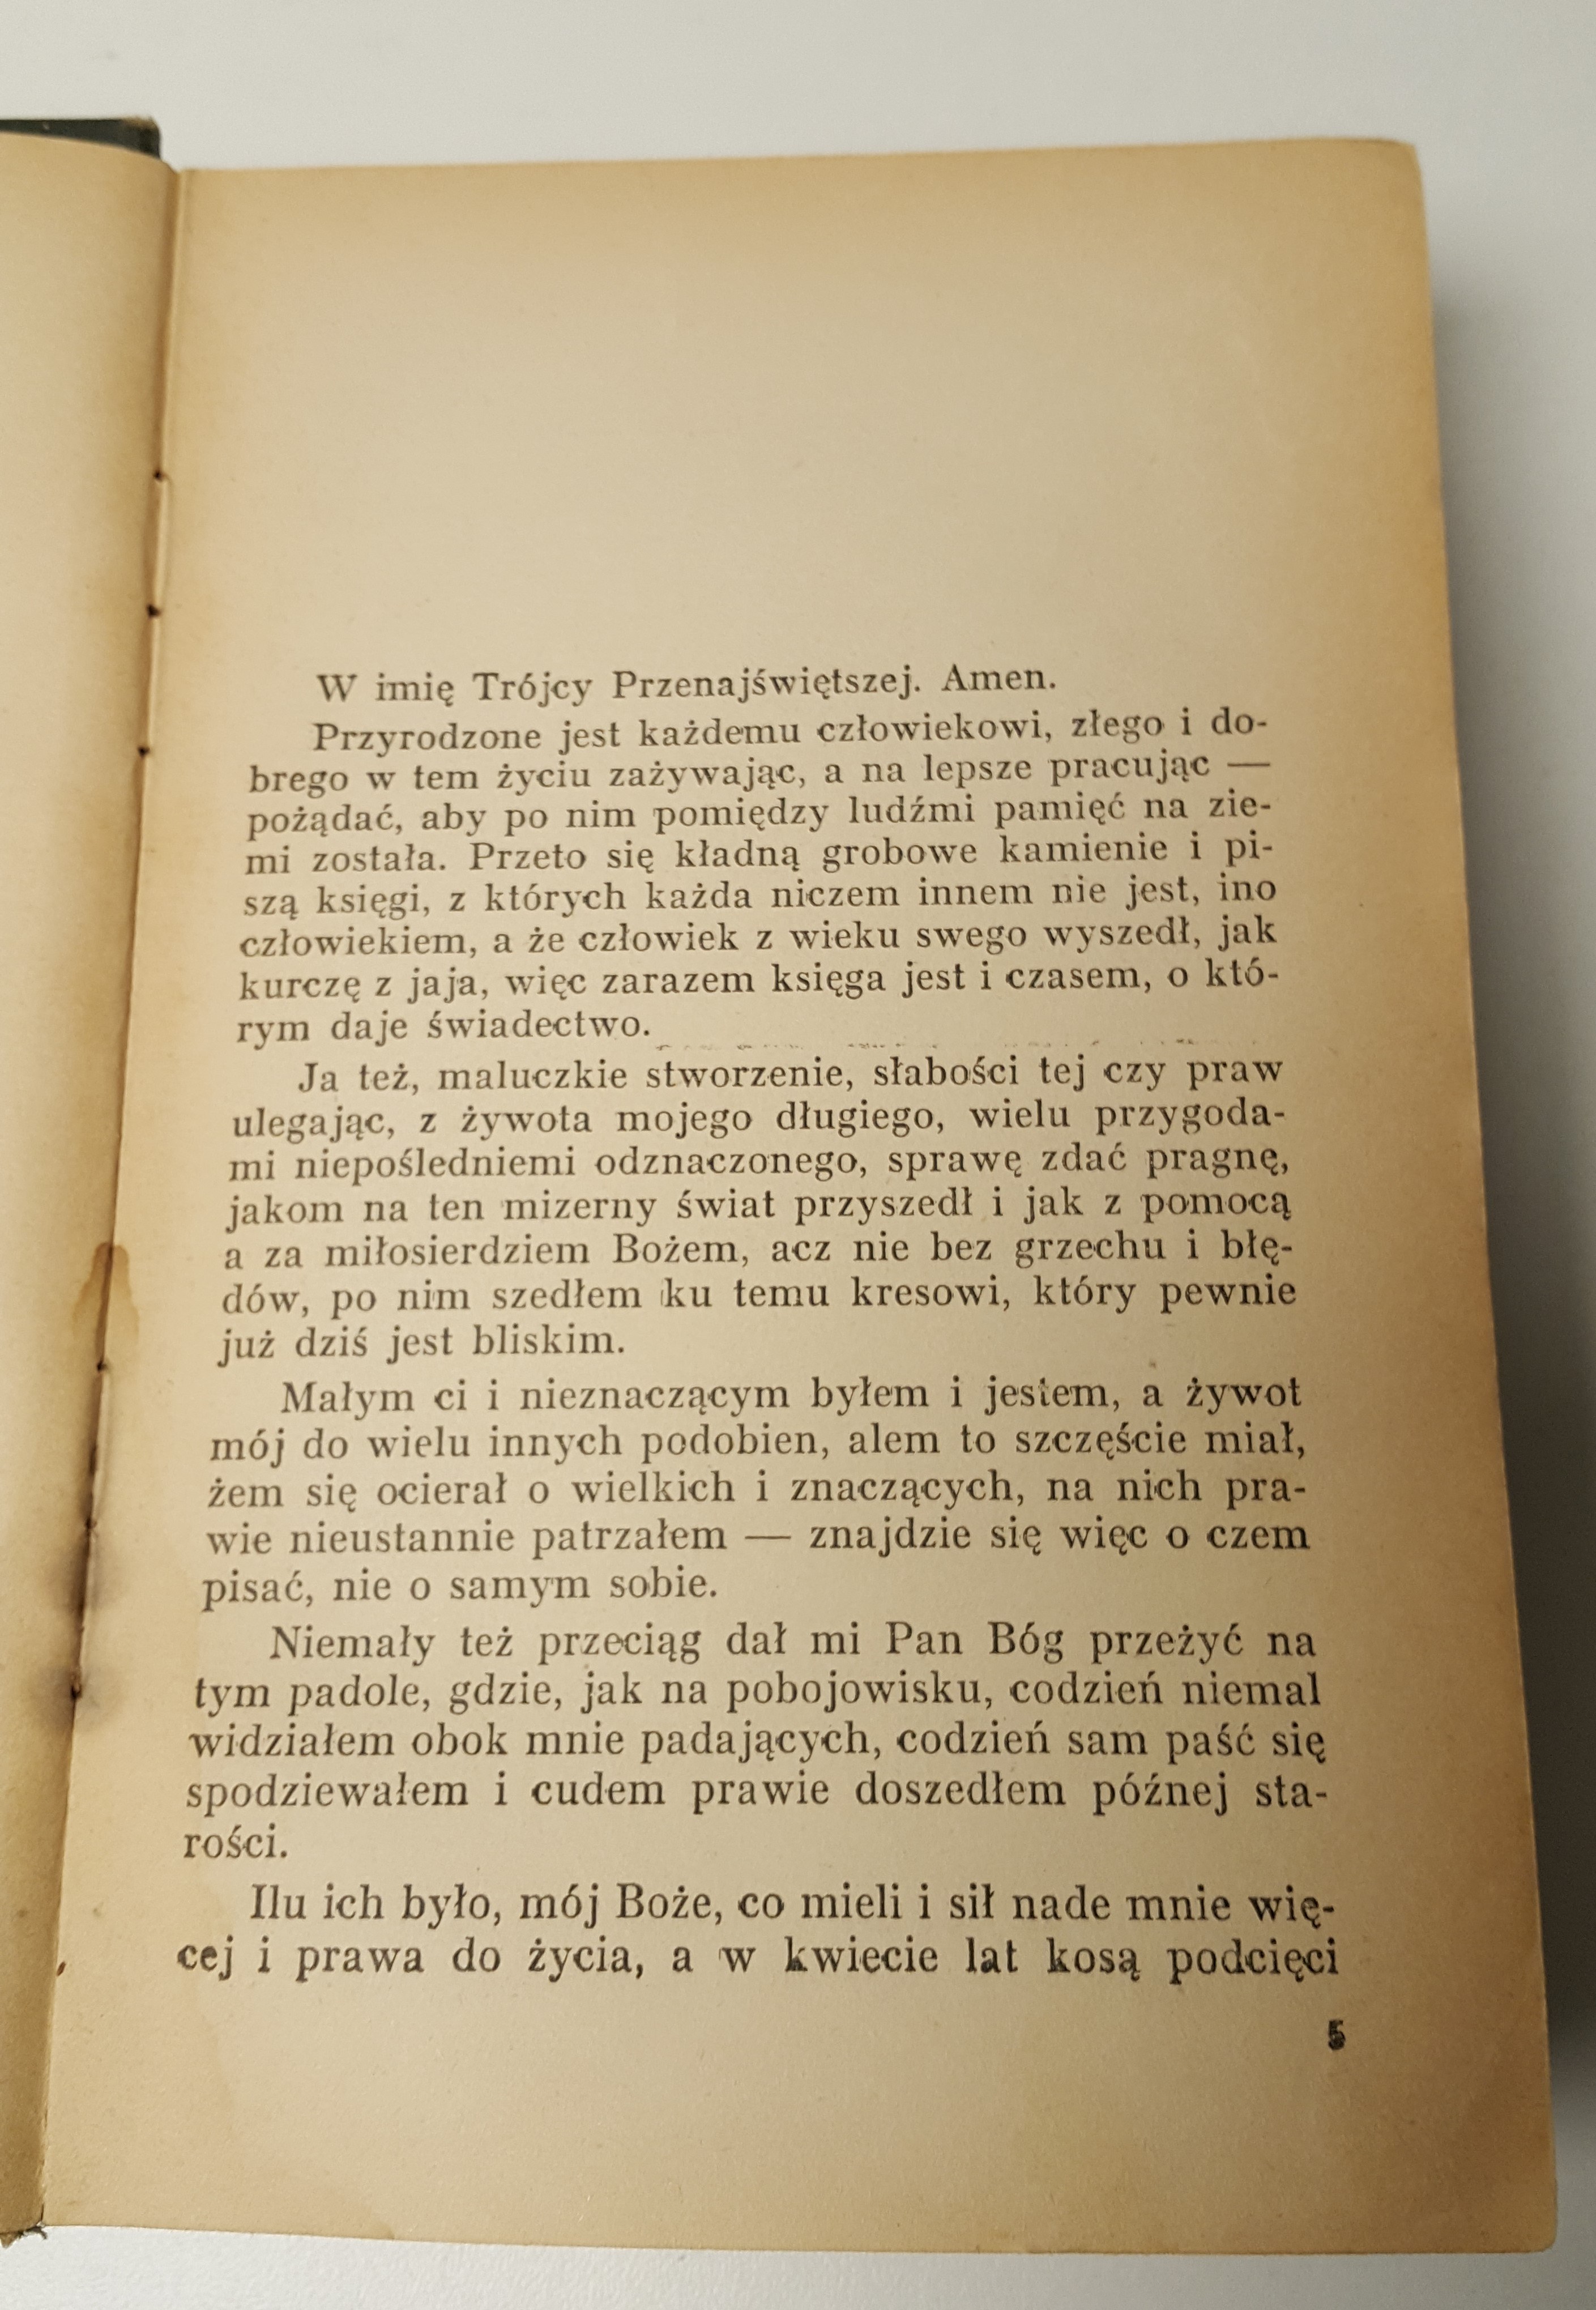 W imię Trójcy Przenajświętszej. Amen.
Przyrodzone jest każdemu człowiekowi, złego i do-
brego w tem życiu zażywając, a na lepsze pracując —
pożądać, aby po nim pomiędzy ludźmi pamięć na zie-
mi została. Przeto się kładną grobowe kamienie i pi-
szą księgi, z których każda niczem innem nie jest, ino
człowiekiem, a że człowiek z wieku swego wyszedł, jak
kurczę z jaja, więc zarazem księga jest i czasem, o któ-
rym daje świadectwo.
Ja też, maluczkie stworzenie, słabości tej czy praw
ulegając, z żywota mojego długiego, wielu przygoda-
mi niepośledniemi odznaczonego, sprawę zdać pragnę,
jakom na ten mizerny świat przyszedł i jak z pomocą
a za miłosierdziem Bożem, acz nie bez grzechu i błę-
dów, po nim szedłem ku temu kresowi, który pewnie
już dziś jest bliskim.
Małym ci i nieznaczącym byłem i jestem, a żywot
mój do wielu innych podobien, alem to szczęście miał,
żem się ocierał o wielkich i znaczących, na nich pra-
wie nieustannie patrzałem — znajdzie się więc o czem
pisać, nie o samym sobie.
Niemały też przeciąg dał mi Pan Bóg przeżyć na
tym padole, gdzie, jak na pobojowisku, codzień niemal
widziałem obok mnie padających, codzień sam paść się
spodziewałem i cudem prawie doszedłem późnej sta-
rości.
Ilu ich było, mój Boże, co mieli i sił nade mnie wię-
cej i prawa do życia, a w kwiecie lat kosą podcięci
5